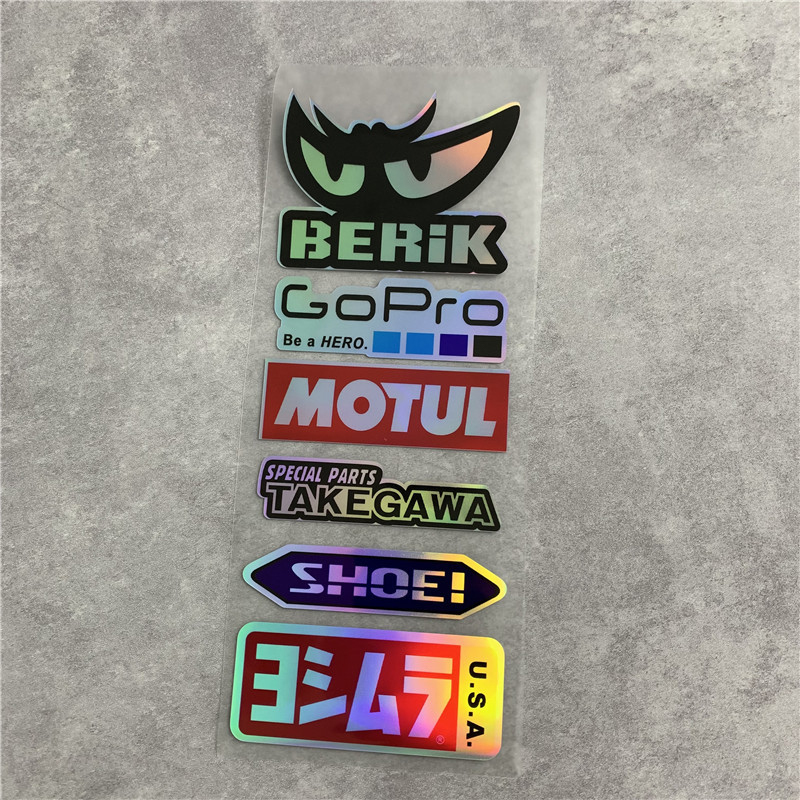 BERiK
GoPro
Be a HERO.
MOTUL
SPECIAL PARTS
TAKEGAWA
SHOEI
ヨシムラ
®
U.S.A.